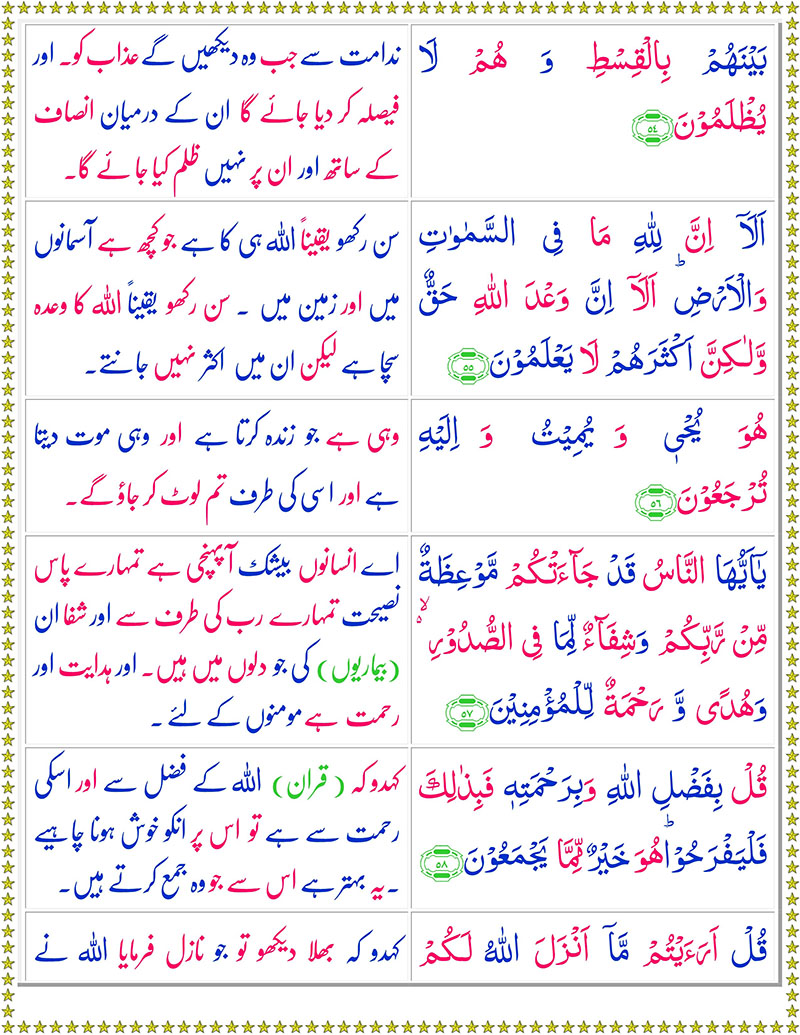 بَيۡنَهُمۡ بِالۡقِسۡطِ وَ هُمۡ لَا
يُظۡلَمُوۡنَ ﴿٥٤﴾
ندامت سے جب وہ دیکھیں گے عذاب کو۔ اور
فیصلہ کر دیا جائے گا ان کے درمیان انصاف
کے ساتھ اور ان پر نہیں ظلم کیا جائے گا۔
اَلَاۤ اِنَّ لِلّٰهِ مَا فِى السَّمٰوٰتِ
وَالۡاَرۡضِ‌ؕ اَلَاۤ اِنَّ وَعۡدَ اللّٰهِ حَقٌّ
وَّلٰـكِنَّ اَكۡثَرَهُمۡ لَا يَعۡلَمُوۡنَ ﴿٥٥﴾
سن رکھو یقیناً اللہ ہی کا ہے جو کچھ ہے آسمانوں
میں اور زمین میں ۔ سن رکھو یقیناً اللہ کا وعدہ
سچا ہے لیکن ان میں اکثر نہیں جانتے۔
هُوَ يُحۡىٖ وَ يُمِيۡتُ وَ اِلَيۡهِ
تُرۡجَعُوۡنَ ﴿٥٦﴾
وہی ہے جو زندہ کرتا ہے اور وہی موت دیتا
ہے اور اسی کی طرف تم لوٹ کر جاؤ گے۔
يٰۤاَيُّهَا النَّاسُ قَدۡ جَآءَتۡكُمۡ مَّوۡعِظَةٌ
مِّنۡ رَّبِّكُمۡ وَشِفَآءٌ لِّمَا فِى الصُّدُوۡرِۙ
وَهُدًى وَّ رَحۡمَةٌ لِّلۡمُؤۡمِنِيۡنَ ﴿٥٧﴾
اے انسانوں بیشک آ پہنچی ہے تمہارے پاس
نصیحت تمہارے رب کی طرف سے اور شفا ان
(بیماریوں) کی جو دلوں میں ہیں۔ اور ہدایت اور
رحمت ہے مومنوں کے لئے ۔
قُلۡ بِفَضۡلِ اللّٰهِ وَبِرَحۡمَتِهٖ فَبِذٰلِكَ
فَلۡيَـفۡرَحُوۡاؕ هُوَ خَيۡرٌ مِّمَّا يَجۡمَعُوۡنَ ﴿٥٨﴾
کہدو کہ (قران) اللہ کے فضل سے اور اسکی
رحمت سے ہے تو اس پر انکو خوش ہونا چاہیے
۔یہ بہتر ہے اس سے جو وہ جمع کرتے ہیں۔
قُلۡ اَرَءَيۡتُمۡ مَّاۤ اَنۡزَلَ اللّٰهُ لَـكُمۡ
کہدو کہ بھلا دیکھو تو جو نازل فرمایا اللہ نے